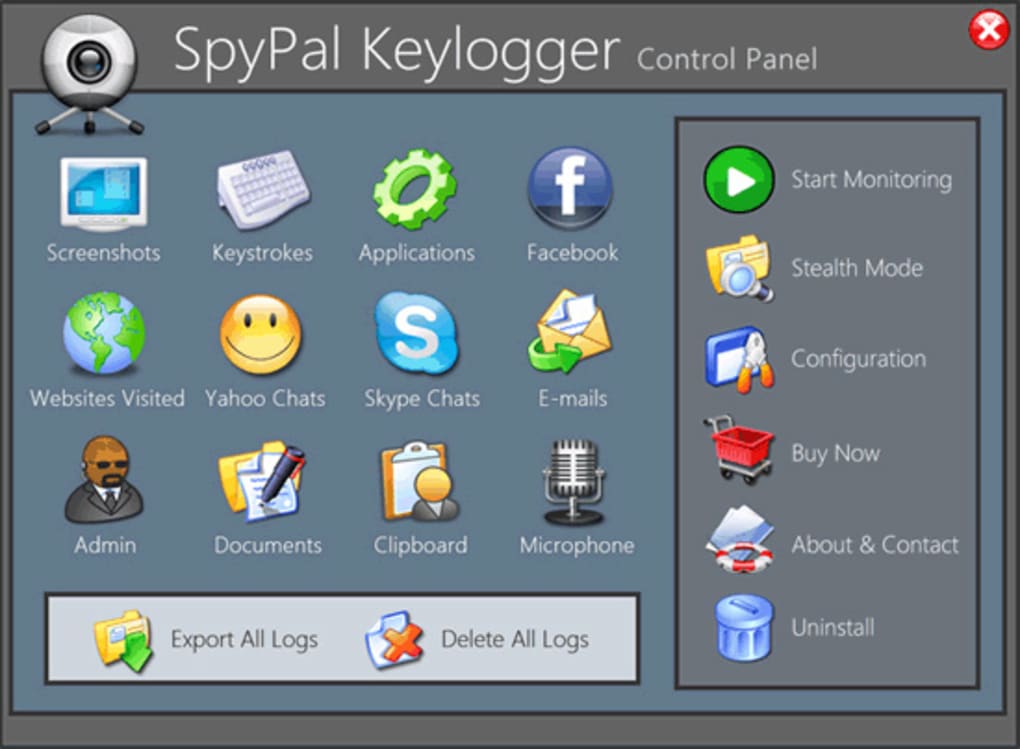 SpyPal Keylogger Control Panel
Screenshots
Keystrokes
Applications
Facebook
Websites Visited
Yahoo Chats
Skype Chats
E-mails
Admin
Documents
Clipboard
Microphone
Export All Logs
Delete All Logs
Start Monitoring
Stealth Mode
Configuration
Buy Now
About & Contact
Uninstall